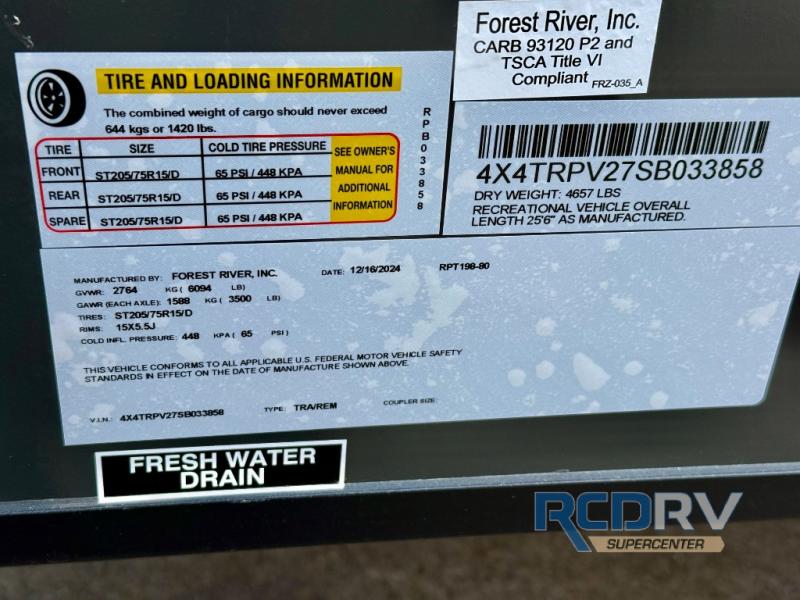 Forest River, Inc.
CARB 93120 P2 and
TSCA Title VI
Compliant FRZ-035_A
TIRE AND LOADING INFORMATION
The combined weight of cargo should never exceed
644 kgs or 1420 lbs.
TIRE SIZE COLD TIRE PRESSURE
FRONT ST205/75R15/D 65 PSI / 448 KPA
REAR ST205/75R15/D 65 PSI / 448 KPA
SPARE ST205/75R15/D 65 PSI / 448 KPA
SEE OWNER'S
MANUAL FOR
ADDITIONAL
INFORMATION
RPB033858
4X4TRPV27SB033858
DRY WEIGHT: 4657 LBS
RECREATIONAL VEHICLE OVERALL
LENGTH 25'6" AS MANUFACTURED.
MANUFACTURED BY: FOREST RIVER, INC. DATE: 12/16/2024 RPT198-80
GVWR: 2764 KG ( 6094 LB)
GAWR (EACH AXLE): 1588 KG ( 3500 LB)
TIRES: ST205/75R15/D
RIMS: 15X5.5J
COLD INFL. PRESSURE: 448 KPA ( 65 PSI )
THIS VEHICLE CONFORMS TO ALL APPLICABLE U.S. FEDERAL MOTOR VEHICLE SAFETY
STANDARDS IN EFFECT ON THE DATE OF MANUFACTURE SHOWN ABOVE.
V.I.N.: 4X4TRPV27SB033858 TYPE: TRA/REM COUPLER SIZE:
FRESH WATER
DRAIN
RCDRV
SUPERCENTER